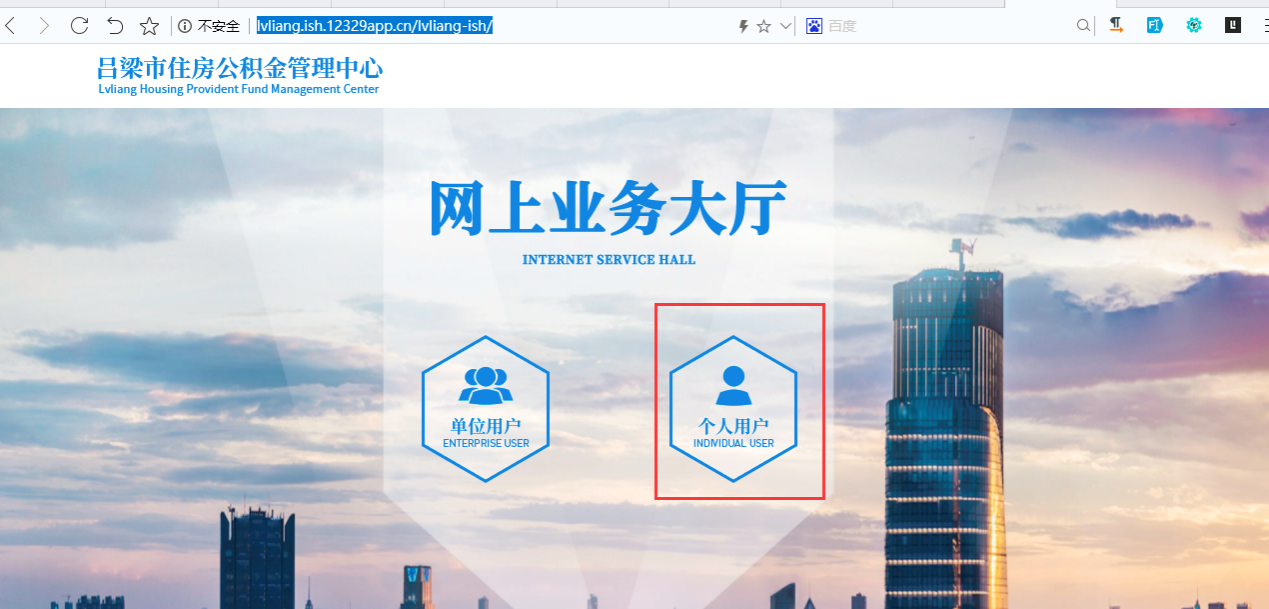 不安全
lvliang.ish.12329app.cn/lvliang-ish/
百度
吕梁市住房公积金管理中心
Lvliang Housing Provident Fund Management Center
网上业务大厅
INTERNET SERVICE HALL
单位用户
ENTERPRISE USER
个人用户
INDIVIDUAL USER